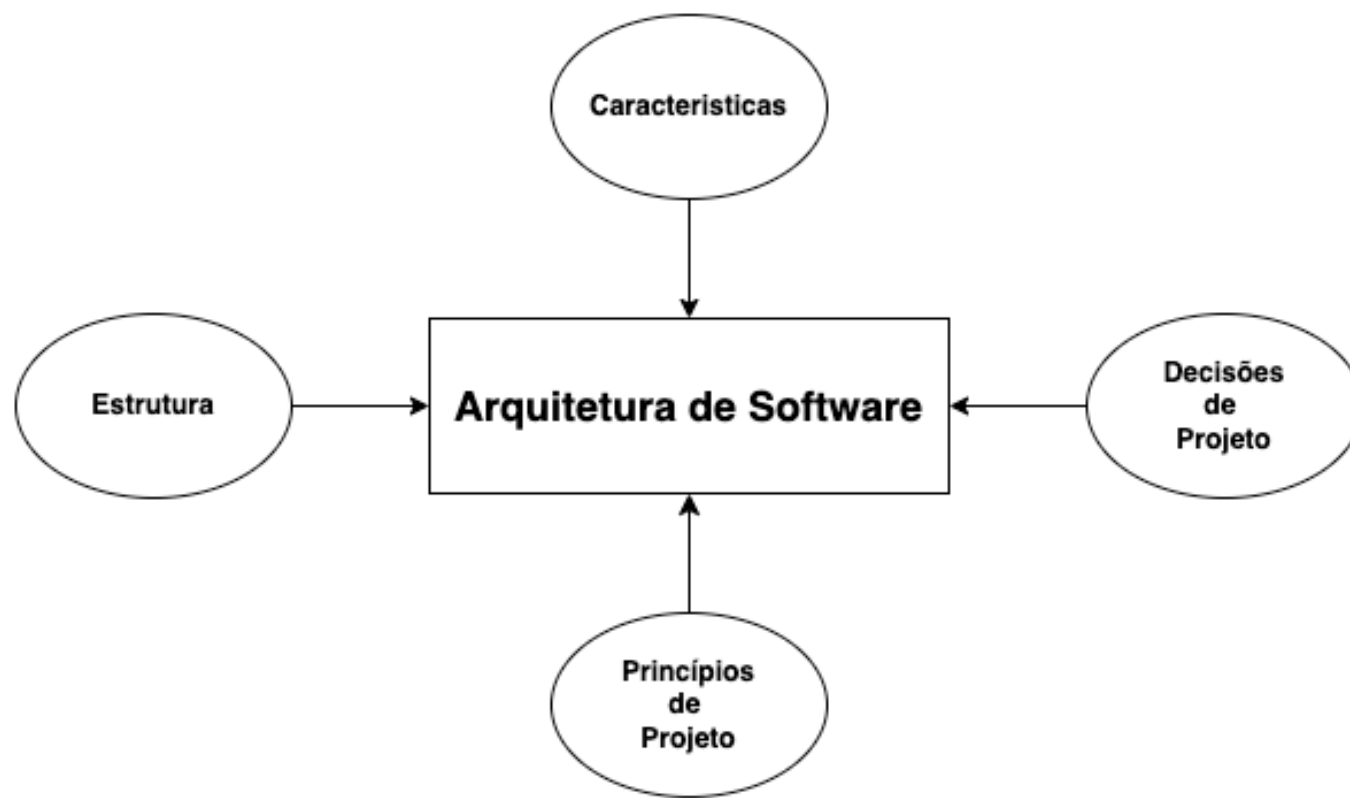 Caracteristicas
Estrutura
Arquitetura de Software
Decisões
de
Projeto
Princípios
de
Projeto